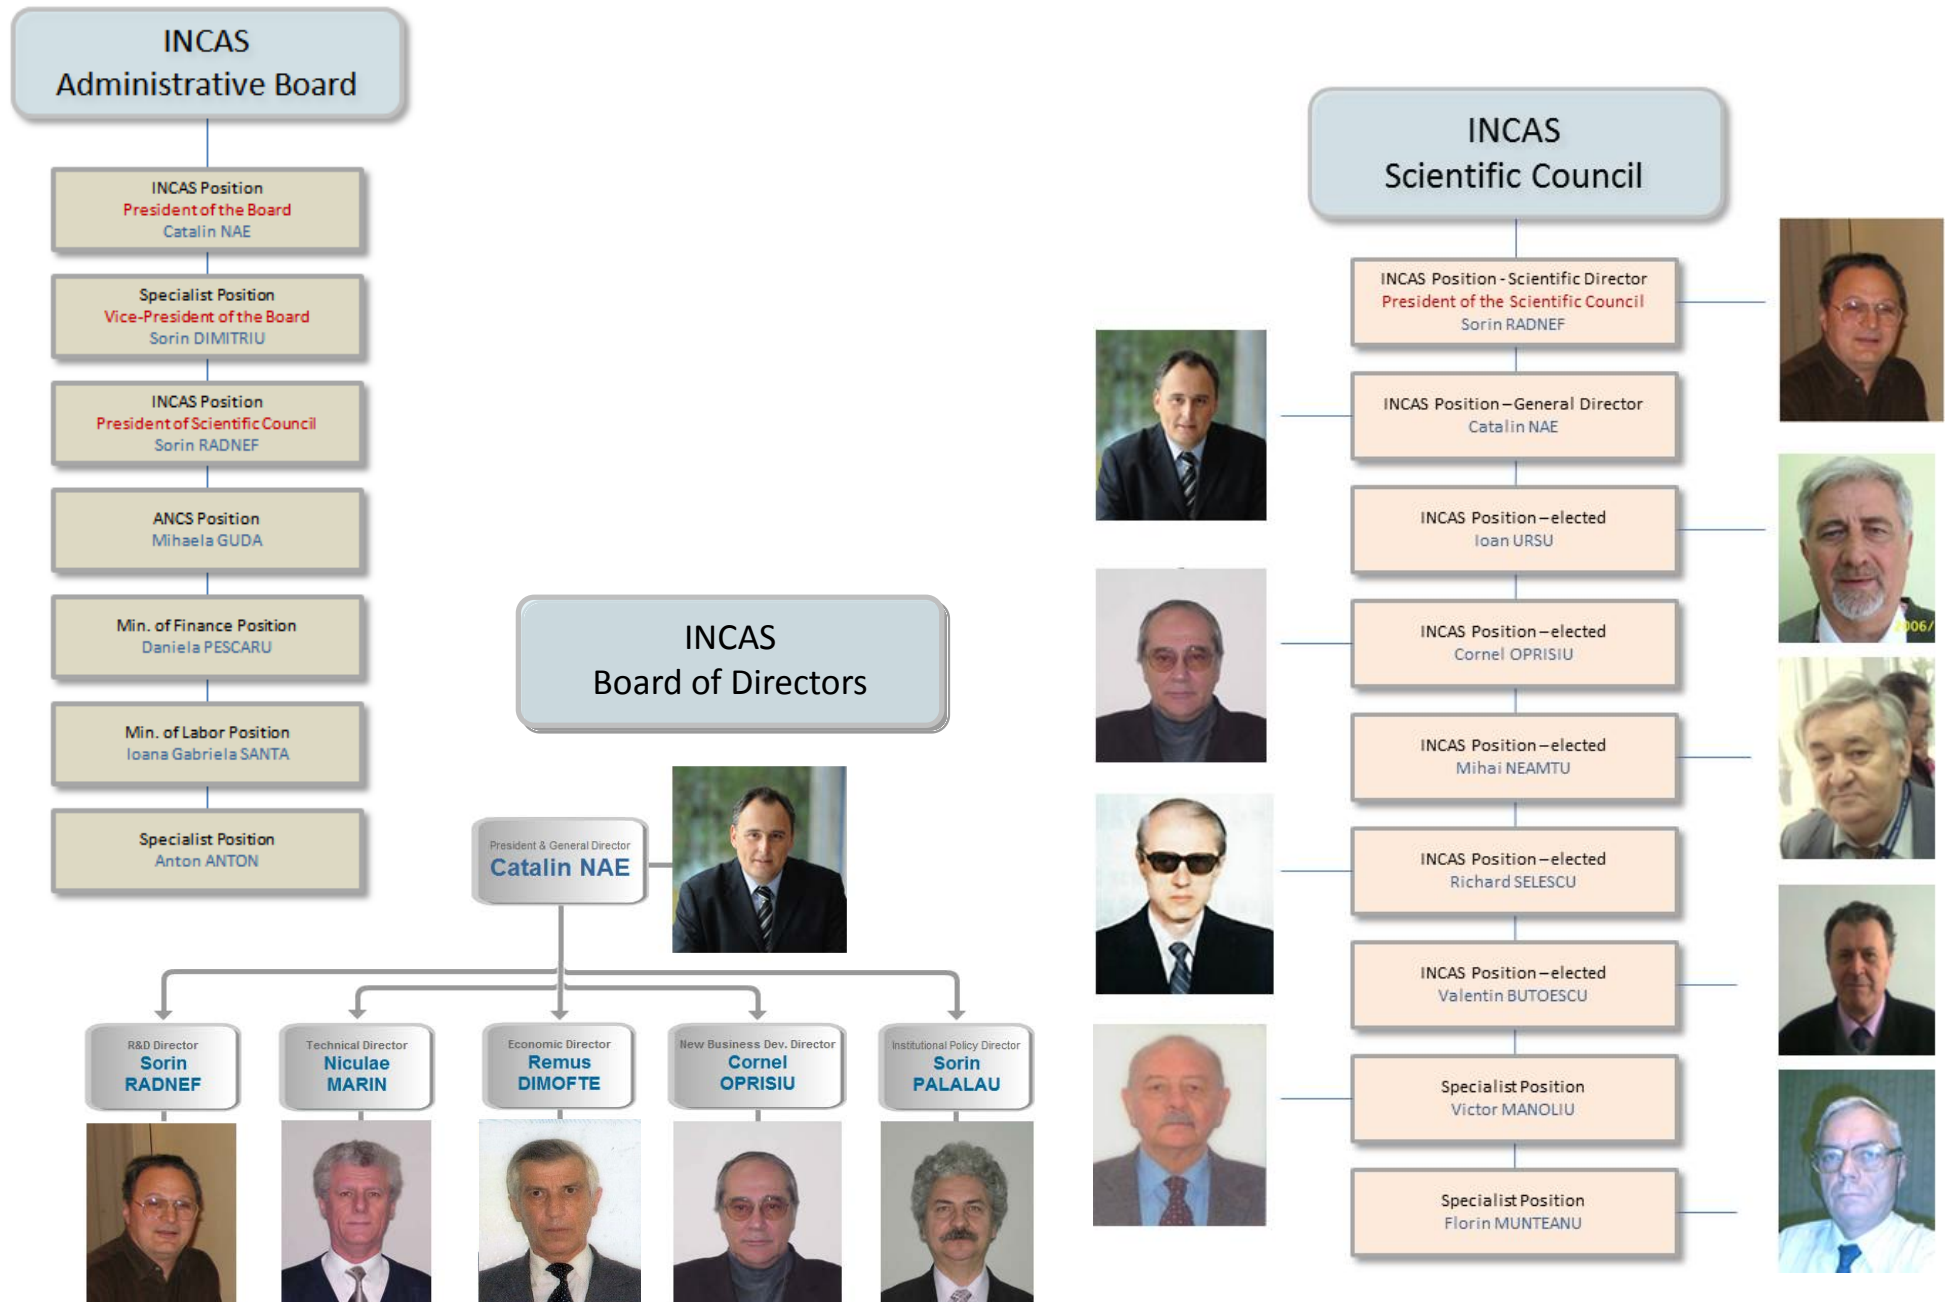 INCAS
Administrative Board
INCAS Position
President of the Board
Catalin NAE
Specialist Position
Vice-President of the Board
Sorin DIMITRIU
INCAS Position
President of Scientific Council
Sorin RADNEF
ANCS Position
Mihaela GUDA
Min. of Finance Position
Daniela PESCARU
Min. of Labor Position
Ioana Gabriela SANTA
Specialist Position
Anton ANTON
INCAS
Board of Directors
President & General Director
Catalin NAE
R&D Director
Sorin
RADNEF
Technical Director
Niculae
MARIN
Economic Director
Remus
DIMOFTE
New Business Dev. Director
Cornel
OPRISIU
Institutional Policy Director
Sorin
PALALAU
INCAS
Scientific Council
INCAS Position - Scientific Director
President of the Scientific Council
Sorin RADNEF
INCAS Position – General Director
Catalin NAE
INCAS Position – elected
Ioan URSU
2006/
INCAS Position – elected
Cornel OPRISIU
INCAS Position – elected
Mihai NEAMTU
INCAS Position – elected
Richard SELESCU
INCAS Position – elected
Valentin BUTOESCU
Specialist Position
Victor MANOLIU
Specialist Position
Florin MUNTEANU